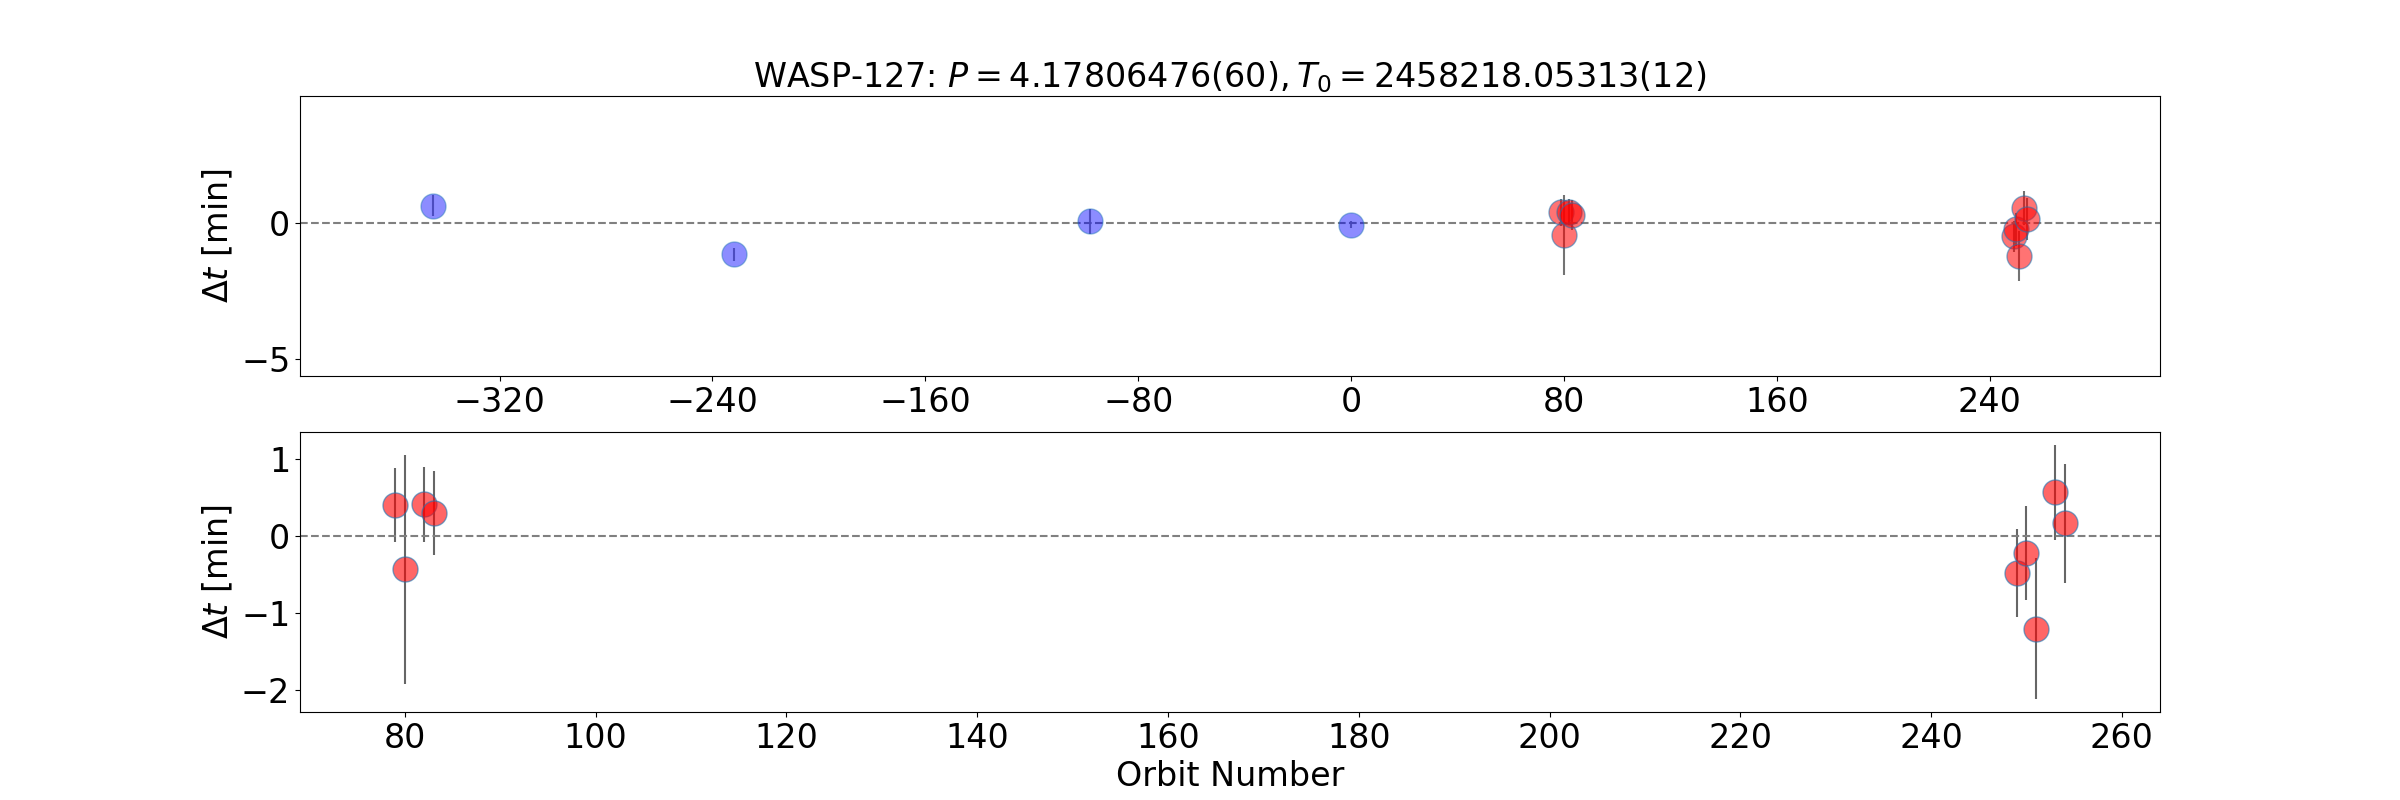 WASP-127: P = 4.17806476(60), T₀ = 2458218.05313(12)
Δt [min]
0
−5
−320 −240 −160 −80 0 80 160 240
Δt [min]
1
0
−1
−2
80 100 120 140 160 180 200 220 240 260
Orbit Number